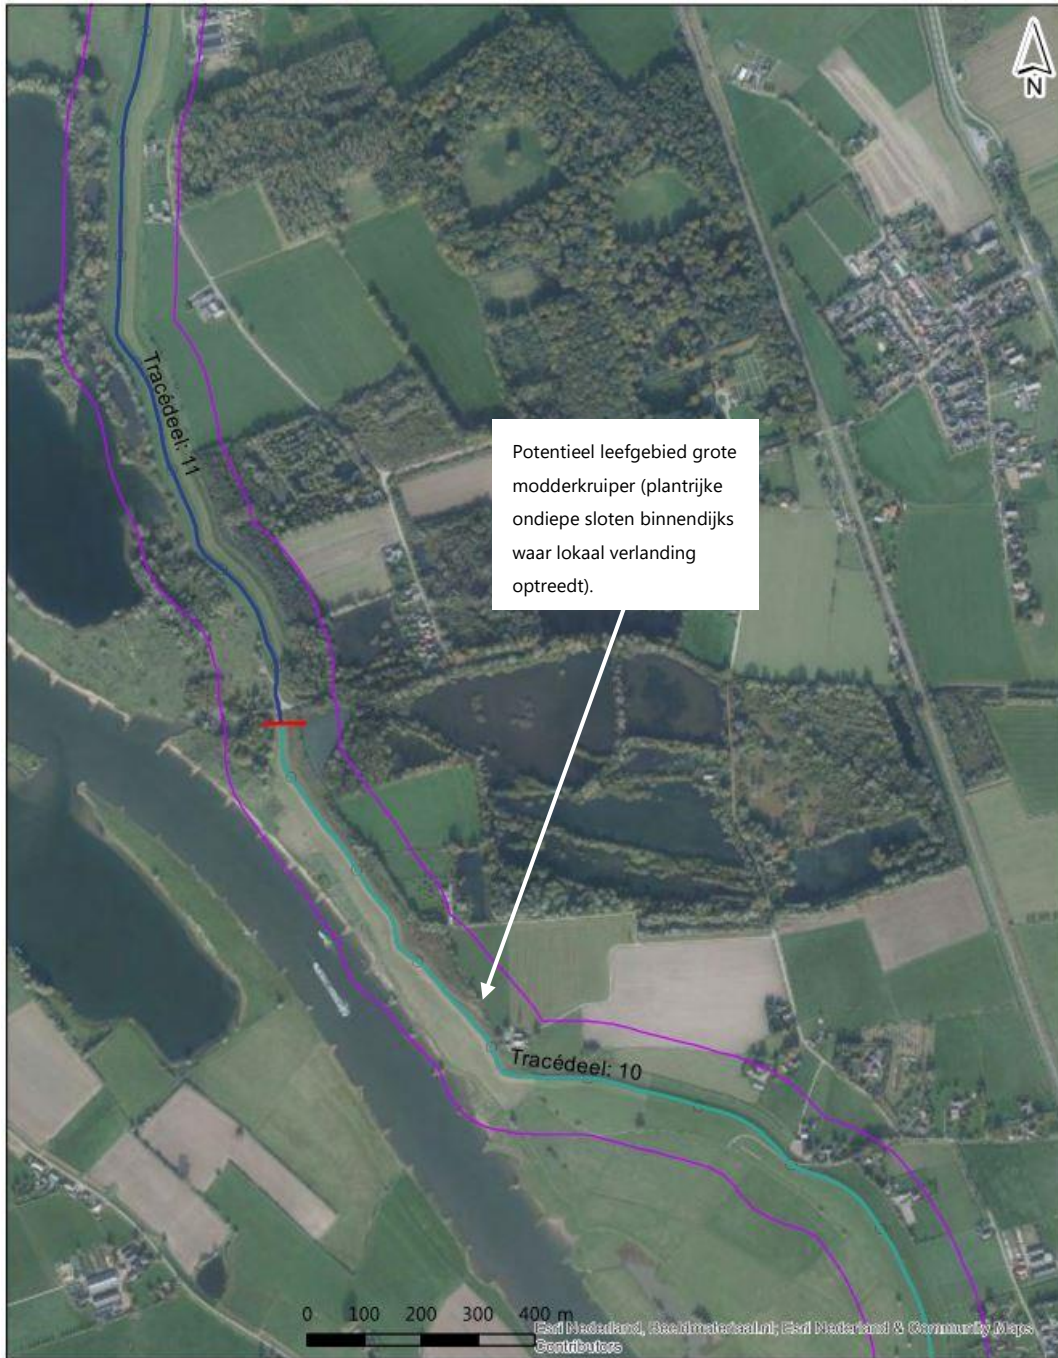 N
Tracédeel: 11
Potentieel leefgebied grote
modderkruiper (plantrijke
ondiepe sloten binnendijks
waar lokaal verlanding
optreedt).
Tracédeel: 10
0 100 200 300 400 m
Esri Nederland, Beeldmateriaal.nl; Esri Nederland & Community Maps
Contributors